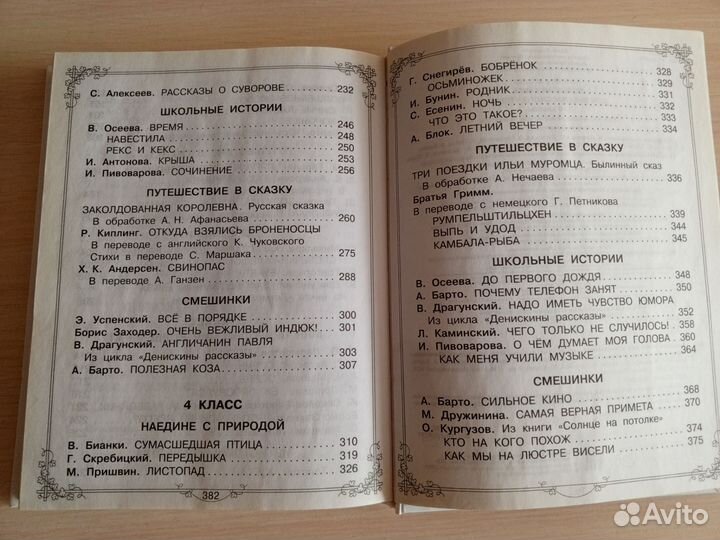 С. Алексеев. РАССКАЗЫ О СУВОРОВЕ 232
ШКОЛЬНЫЕ ИСТОРИИ
В. Осеева. ВРЕМЯ 246
НАВЕСТИЛА 248
РЕКС И КЕКС 250
И. Антонова. КРЫША 253
И. Пивоварова. СОЧИНЕНИЕ 256
ПУТЕШЕСТВИЕ В СКАЗКУ
ЗАКОЛДОВАННАЯ КОРОЛЕВНА. Русская сказка
В обработке А. Н. Афанасьева 260
Р. Киплинг. ОТКУДА ВЗЯЛИСЬ БРОНЕНОСЦЫ
В переводе с английского К. Чуковского
Стихи в переводе С. Маршака 275
Х. К. Андерсен. СВИНОПАС
В переводе А. Ганзен 288
СМЕШИНКИ
Э. Успенский. ВСЁ В ПОРЯДКЕ 300
Борис Заходер. ОЧЕНЬ ВЕЖЛИВЫЙ ИНДЮК! 301
В. Драгунский. АНГЛИЧАНИН ПАВЛЯ
Из цикла «Денискины рассказы» 303
А. Барто. ПОЛЕЗНАЯ КОЗА 307
4 КЛАСС
НАЕДИНЕ С ПРИРОДОЙ
В. Бианки. СУМАСШЕДШАЯ ПТИЦА 310
Г. Скребицкий. ПЕРЕДЫШКА 319
М. Пришвин. ЛИСТОПАД 326
382
Г. Снегирёв. БОБРЁНОК 328
ОСЬМИНОЖЕК 329
И. Бунин. РОДНИК 331
С. Есенин. НОЧЬ 332
ЧТО ЭТО ТАКОЕ? 333
А. Блок. ЛЕТНИЙ ВЕЧЕР 334
ПУТЕШЕСТВИЕ В СКАЗКУ
ТРИ ПОЕЗДКИ ИЛЬИ МУРОМЦА. Былинный сказ
В обработке А. Нечаева 336
Братья Гримм.
В переводе с немецкого Г. Петникова
РУМПЕЛЬШТИЛЬЦХЕН 339
ВЫПЬ И УДОД 344
КАМБАЛА-РЫБА 345
ШКОЛЬНЫЕ ИСТОРИИ
В. Осеева. ДО ПЕРВОГО ДОЖДЯ 348
А. Барто. ПОЧЕМУ ТЕЛЕФОН ЗАНЯТ 350
В. Драгунский. НАДО ИМЕТЬ ЧУВСТВО ЮМОРА
Из цикла «Денискины рассказы» 352
Л. Каминский. ЧЕГО ТОЛЬКО НЕ СЛУЧИЛОСЬ! 358
И. Пивоварова. О ЧЁМ ДУМАЕТ МОЯ ГОЛОВА 360
КАК МЕНЯ УЧИЛИ МУЗЫКЕ 364
СМЕШИНКИ
А. Барто. СИЛЬНОЕ КИНО 368
М. Дружинина. САМАЯ ВЕРНАЯ ПРИМЕТА 370
О. Кургузов. Из книги «Солнце на потолке»
КТО НА КОГО ПОХОЖ 374
КАК МЫ НА ЛЮСТРЕ ВИСЕЛИ 375
Avito